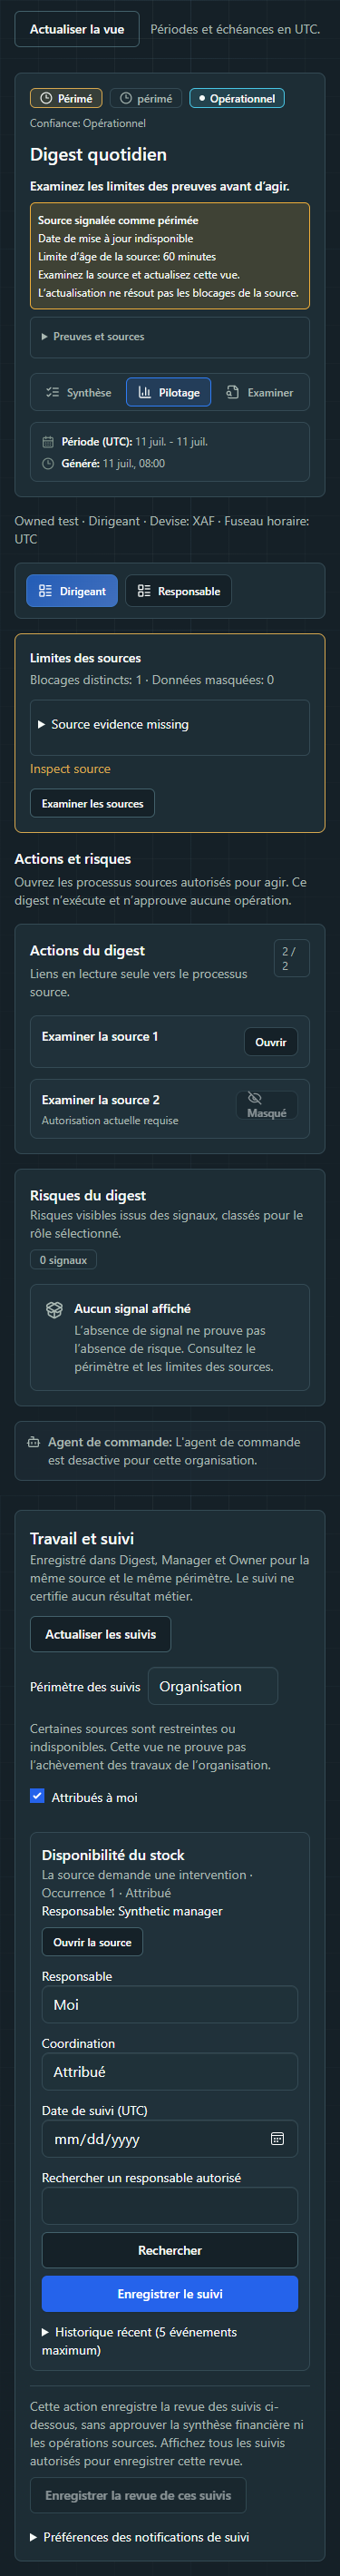 Actualiser la vue
Périodes et échéances en UTC.
Périmé
périmé
Opérationnel
Confiance: Opérationnel
Digest quotidien
Examinez les limites des preuves avant d'agir.
Source signalée comme périmée
Date de mise à jour indisponible
Limite d'âge de la source: 60 minutes
Examinez la source et actualisez cette vue.
L'actualisation ne résout pas les blocages de la source.
Preuves et sources
Synthèse
Pilotage
Examiner
Période (UTC): 11 juil. - 11 juil.
Généré: 11 juil., 08:00
Owned test · Dirigeant · Devise: XAF · Fuseau horaire:
UTC
Dirigeant
Responsable
Limites des sources
Blocages distincts: 1 · Données masquées: 0
Source evidence missing
Inspect source
Examiner les sources
Actions et risques
Ouvrez les processus sources autorisés pour agir. Ce
digest n'exécute et n'approuve aucune opération.
Actions du digest
2 /
2
Liens en lecture seule vers le processus
source.
Examiner la source 1
Ouvrir
Examiner la source 2
Autorisation actuelle requise
Masqué
Risques du digest
Risques visibles issus des signaux, classés pour le
rôle sélectionné.
0 signaux
Aucun signal affiché
L'absence de signal ne prouve pas
l'absence de risque. Consultez le
périmètre et les limites des sources.
Agent de commande: L'agent de commande
est desactive pour cette organisation.
Travail et suivi
Enregistré dans Digest, Manager et Owner pour la
même source et le même périmètre. Le suivi ne
certifie aucun résultat métier.
Actualiser les suivis
Périmètre des suivis
Organisation
Certaines sources sont restreintes ou
indisponibles. Cette vue ne prouve pas
l'achèvement des travaux de l'organisation.
Attribués à moi
Disponibilité du stock
La source demande une intervention ·
Occurrence 1 · Attribué
Responsable: Synthetic manager
Ouvrir la source
Responsable
Moi
Coordination
Attribué
Date de suivi (UTC)
mm/dd/yyyy
Rechercher un responsable autorisé
Rechercher
Enregistrer le suivi
Historique récent (5 événements
maximum)
Cette action enregistre la revue des suivis ci-
dessous, sans approuver la synthèse financière ni
les opérations sources. Affichez tous les suivis
autorisés pour enregistrer cette revue.
Enregistrer la revue de ces suivis
Préférences des notifications de suivi